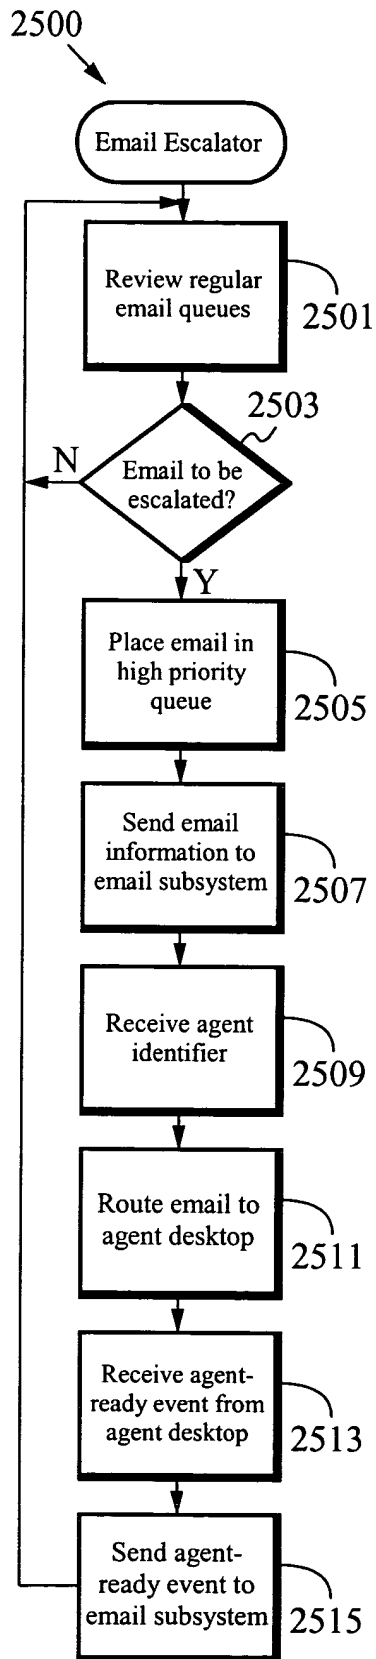 2500
Email Escalator
Review regular
email queues
2501
2503
Email to be
escalated?
N
Y
Place email in
high priority
queue
2505
Send email
information to
email subsystem
2507
Receive agent
identifier
2509
Route email to
agent desktop
2511
Receive agent-
ready event from
agent desktop
2513
Send agent-
ready event to
email subsystem
2515